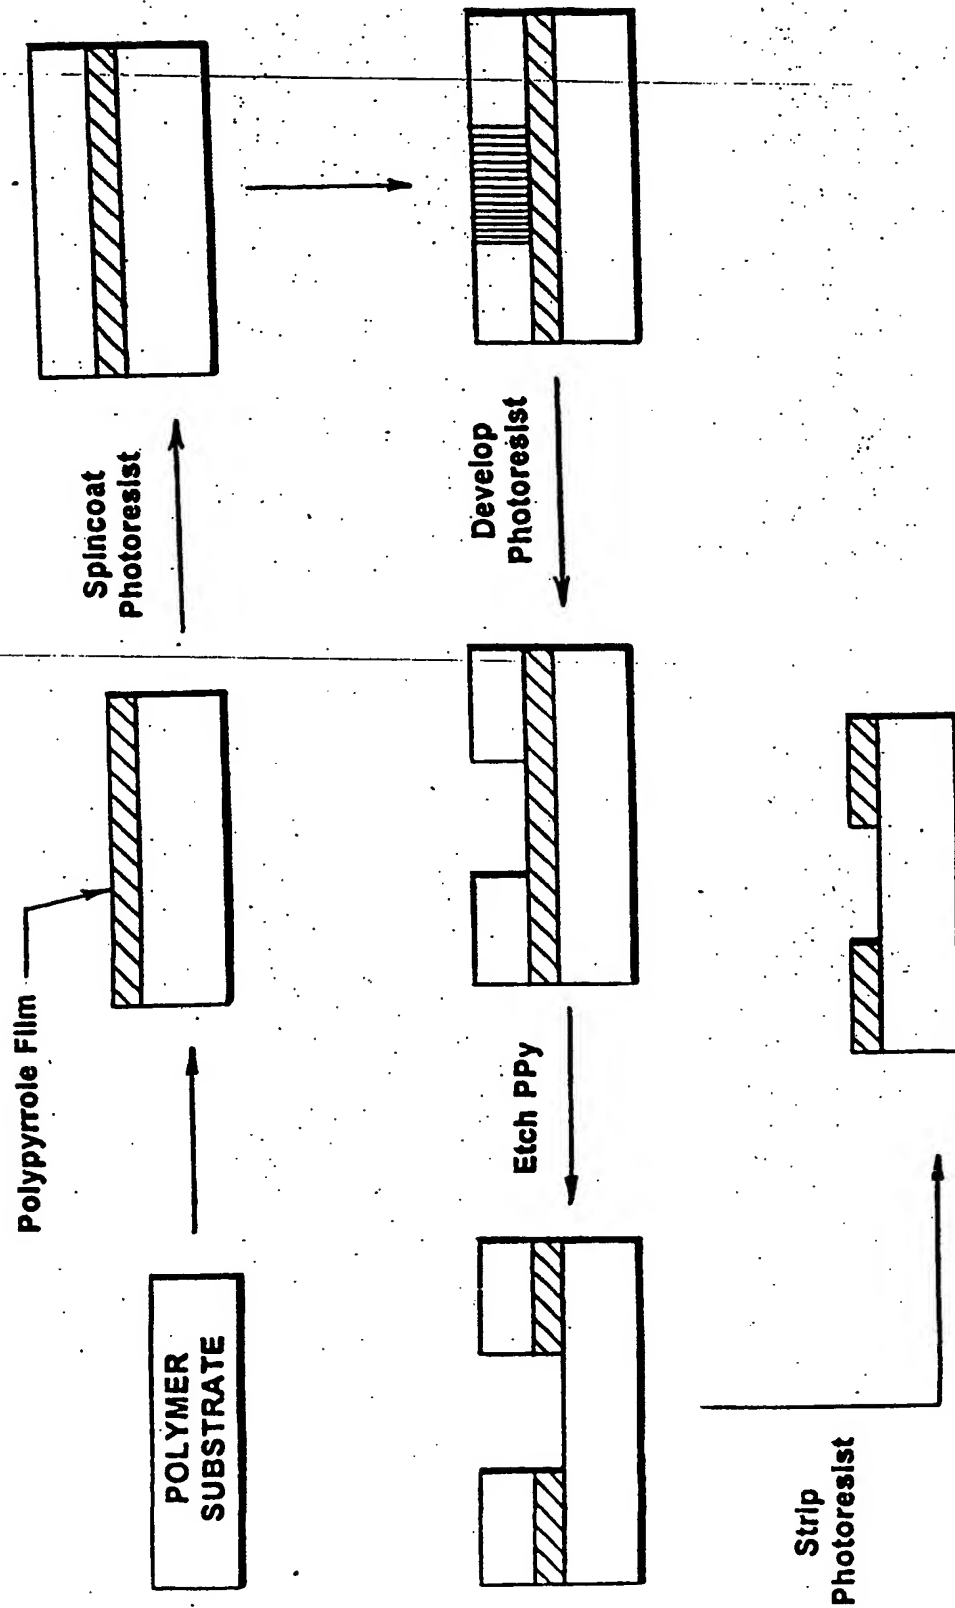 Polypyrrole Film
POLYMER
SUBSTRATE
Spincoat
Photoresist
Develop
Photoresist
Etch PPy
Strip
Photoresist